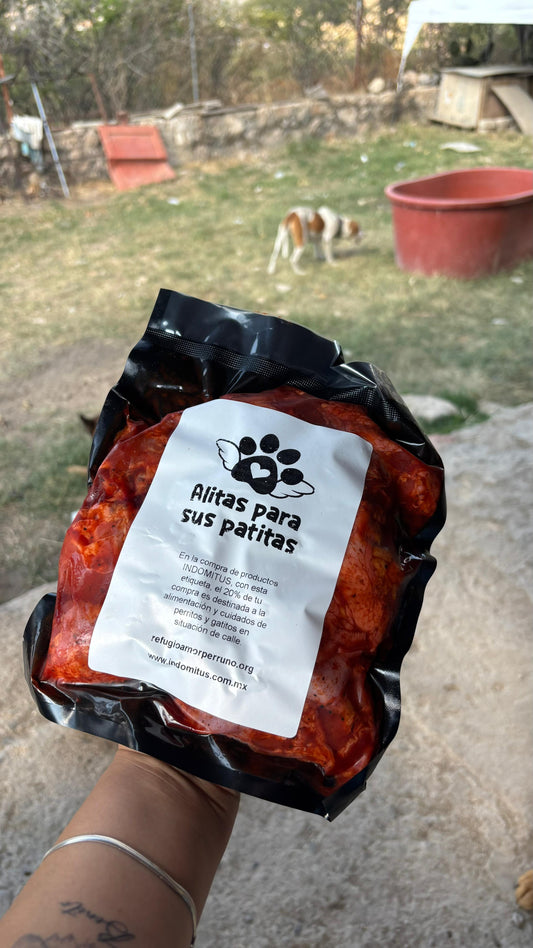 Alitas para
sus patitas
En la compra de productos
INDOMITUS, con esta
etiqueta, el 20% de tu
compra es destinada a la
alimentación y cuidados de
perritos y gatitos en
situación de calle.
refugioamorperruno.org
www.indomitus.com.mx